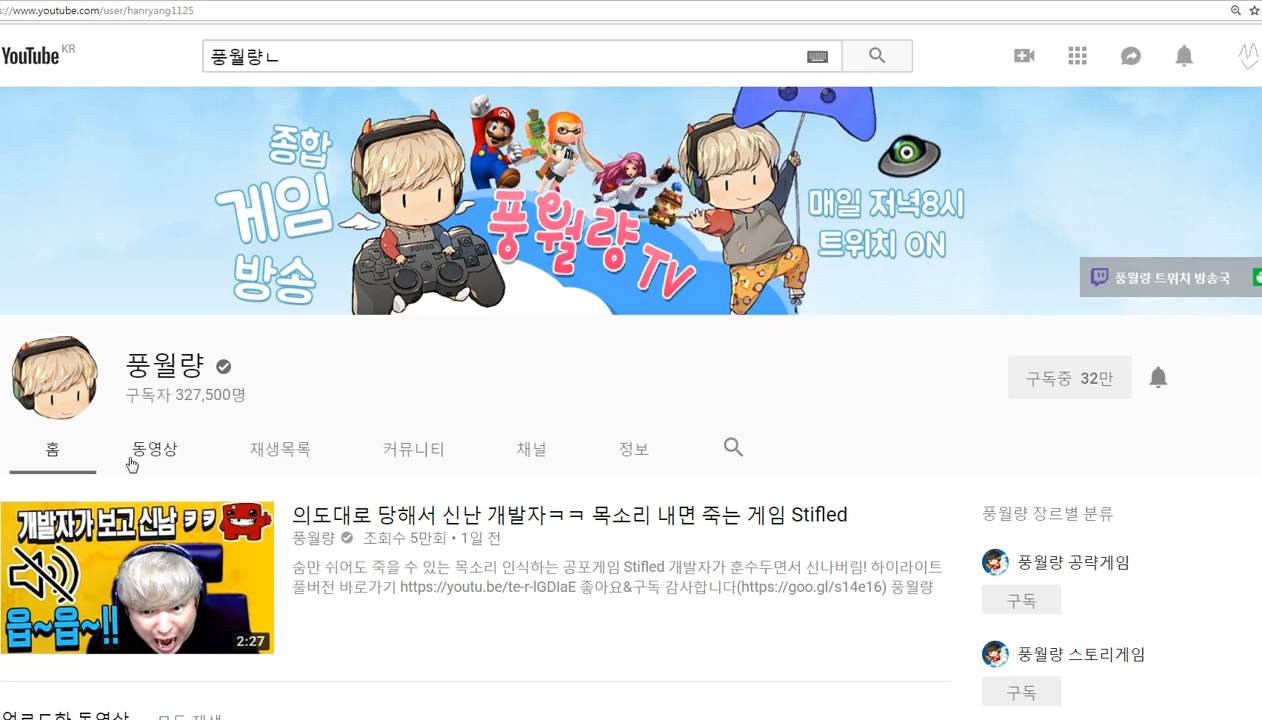 s://www.youtube.com/user/hanryang1125
YouTube KR
풍월량ㄴ
종합
게임
방송
풍월량TV
매일 저녁8시
트위치 ON
풍월량 트위치 방송국
풍월량
구독자 327,500명
구독중 32만
홈 동영상 재생목록 커뮤니티 채널 정보
개발자가 보고 신남 ㅋㅋ
읍~읍~!!
2:27
의도대로 당해서 신난 개발자ㅋㅋ 목소리 내면 죽는 게임 Stifled
풍월량 조회수 5만회 • 1일 전
숨만 쉬어도 죽을 수 있는 목소리 인식하는 공포게임 Stifled 개발자가 훈수두면서 신나버림! 하이라이트
풀버전 바로가기 https://youtu.be/te-r-lGDIaE 좋아요&구독 감사합니다(https://goo.gl/s14e16) 풍월량
풍월량 장르별 분류
풍월량 공략게임
구독
풍월량 스토리게임
구독
업로드한 동영상 모두 재생